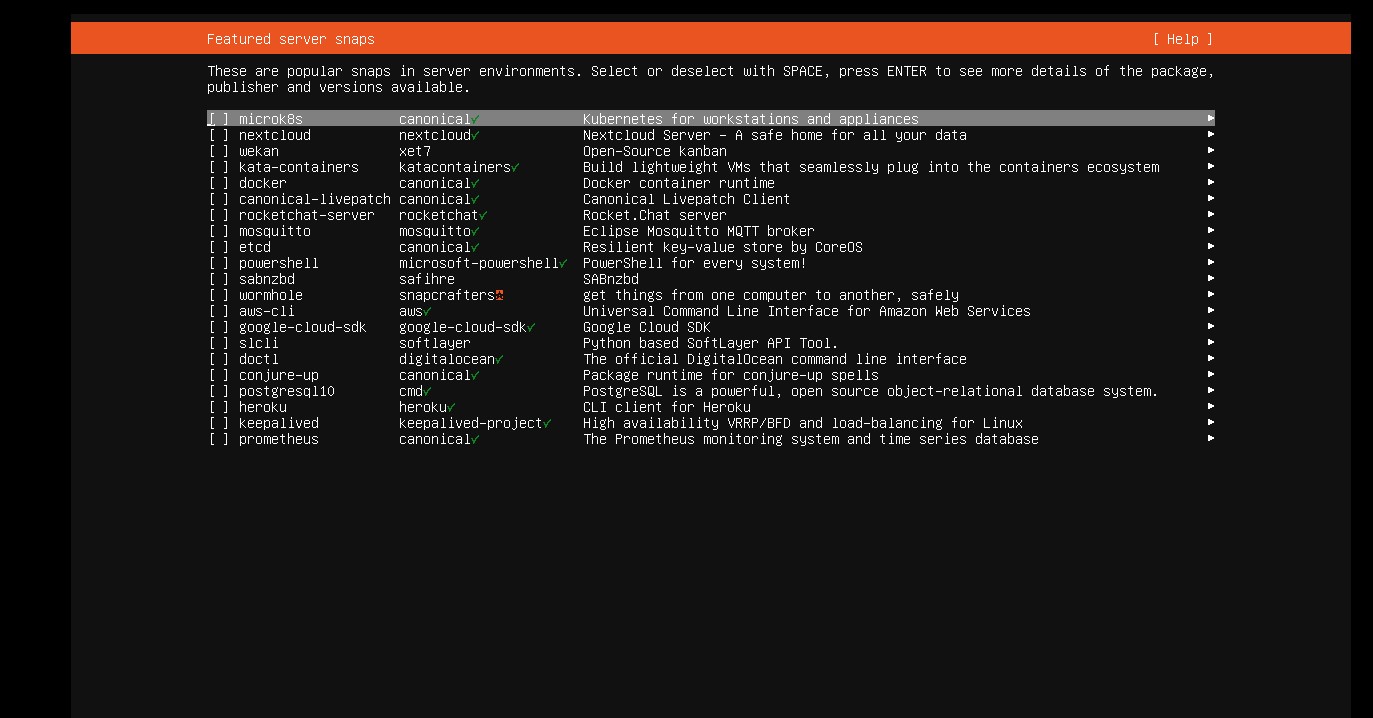 Featured server snaps [ Help ]
These are popular snaps in server environments. Select or deselect with SPACE, press ENTER to see more details of the package,
publisher and versions available.
[ ] microk8s canonical✓ Kubernetes for workstations and appliances ▶
[ ] nextcloud nextcloud✓ Nextcloud Server - A safe home for all your data ▶
[ ] wekan xet7 Open-Source kanban ▶
[ ] kata-containers katacontainers✓ Build lightweight VMs that seamlessly plug into the containers ecosystem ▶
[ ] docker canonical✓ Docker container runtime ▶
[ ] canonical-livepatch canonical✓ Canonical Livepatch Client ▶
[ ] rocketchat-server rocketchat✓ Rocket.Chat server ▶
[ ] mosquitto mosquitto✓ Eclipse Mosquitto MQTT broker ▶
[ ] etcd canonical✓ Resilient key-value store by CoreOS ▶
[ ] powershell microsoft-powershell✓ PowerShell for every system! ▶
[ ] sabnzbd safihre SABnzbd ▶
[ ] wormhole snapcrafters get things from one computer to another, safely ▶
[ ] aws-cli aws✓ Universal Command Line Interface for Amazon Web Services ▶
[ ] google-cloud-sdk google-cloud-sdk✓ Google Cloud SDK ▶
[ ] slcli softlayer Python based SoftLayer API Tool. ▶
[ ] doctl digitalocean✓ The official DigitalOcean command line interface ▶
[ ] conjure-up canonical✓ Package runtime for conjure-up spells ▶
[ ] postgresql10 cmd✓ PostgreSQL is a powerful, open source object-relational database system. ▶
[ ] heroku heroku✓ CLI client for Heroku ▶
[ ] keepalived keepalived-project✓ High availability VRRP/BFD and load-balancing for Linux ▶
[ ] prometheus canonical✓ The Prometheus monitoring system and time series database ▶